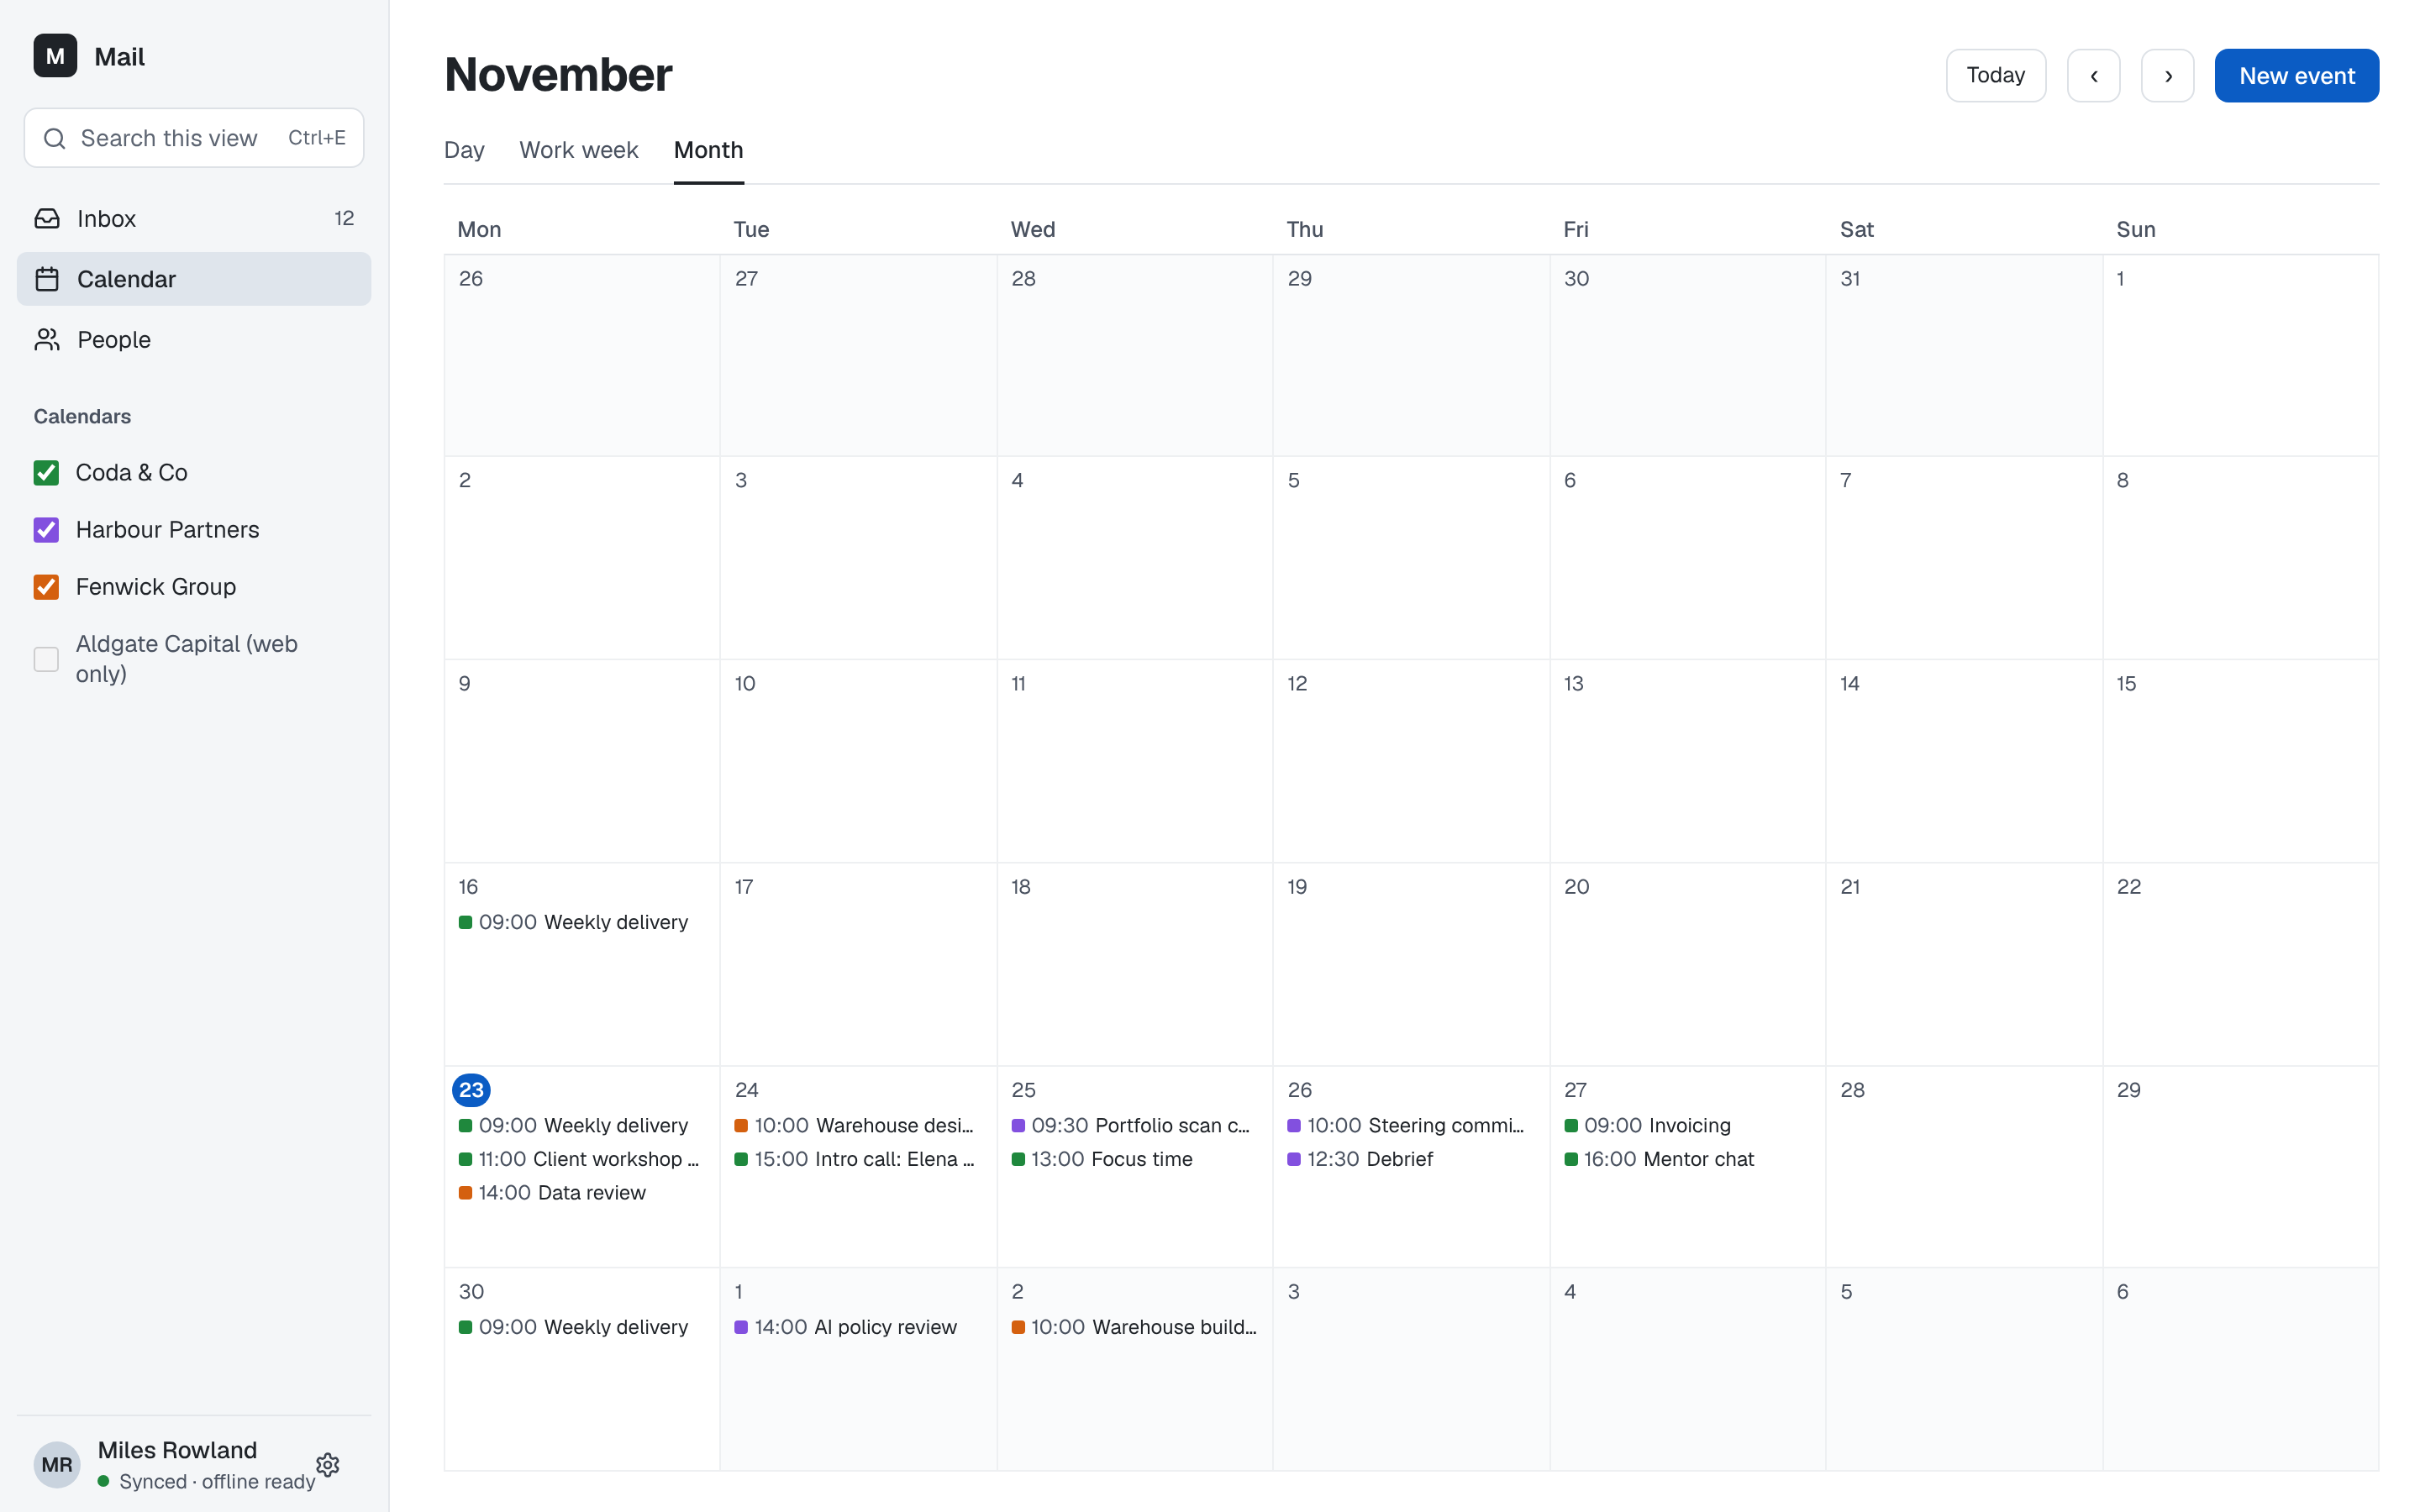 M Mail
Search this view Ctrl+E
Inbox 12
Calendar
People
Calendars
Coda & Co
Harbour Partners
Fenwick Group
Aldgate Capital (web
only)
MR Miles Rowland
Synced · offline ready
November
Today ‹ › New event
Day Work week Month
Mon Tue Wed Thu Fri Sat Sun
26 27 28 29 30 31 1
2 3 4 5 6 7 8
9 10 11 12 13 14 15
16 17 18 19 20 21 22
09:00 Weekly delivery
23 24 25 26 27 28 29
09:00 Weekly delivery 10:00 Warehouse desi... 09:30 Portfolio scan c... 10:00 Steering commi... 09:00 Invoicing
11:00 Client workshop ... 15:00 Intro call: Elena ... 13:00 Focus time 12:30 Debrief 16:00 Mentor chat
14:00 Data review
30 1 2 3 4 5 6
09:00 Weekly delivery 14:00 AI policy review 10:00 Warehouse build...